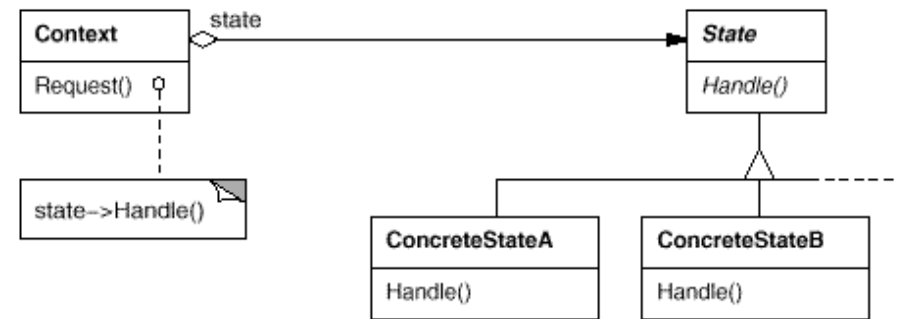 Context
state
State
Request()
Handle()
state->Handle()
ConcreteStateA
ConcreteStateB
Handle()
Handle()